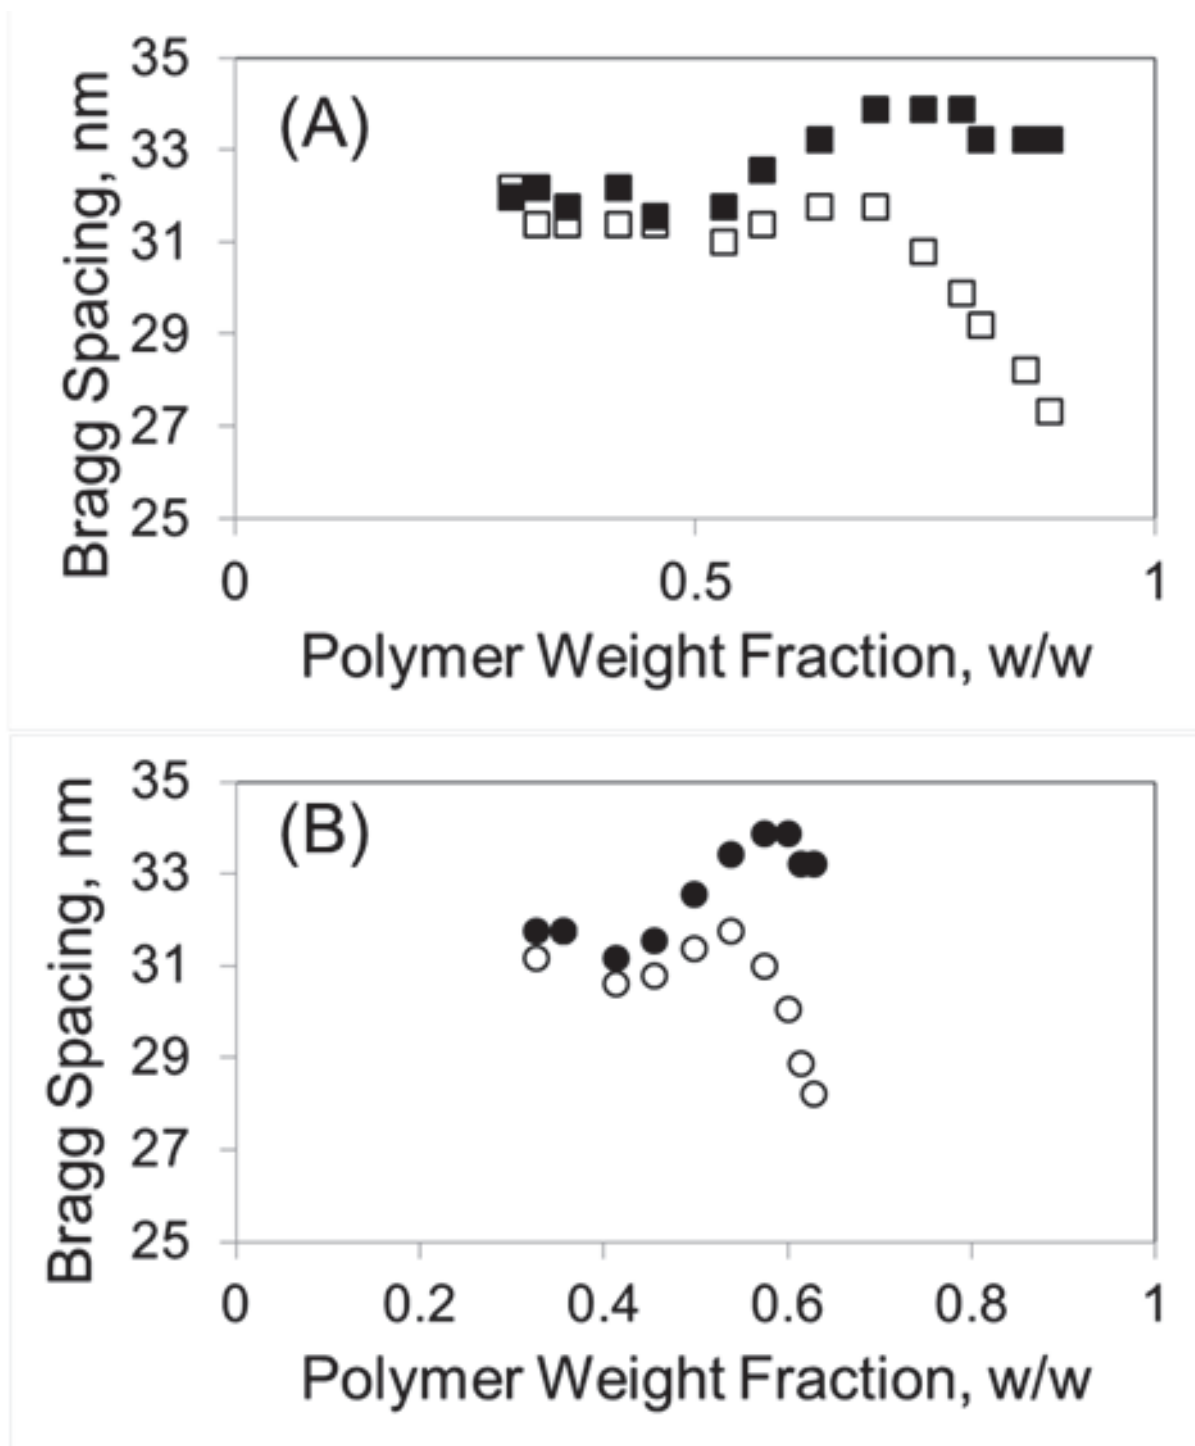 35
(A)
33
31
29
27
25
Bragg Spacing, nm
0 0.5 1
Polymer Weight Fraction, w/w
35
(B)
33
31
29
27
25
Bragg Spacing, nm
0 0.2 0.4 0.6 0.8 1
Polymer Weight Fraction, w/w